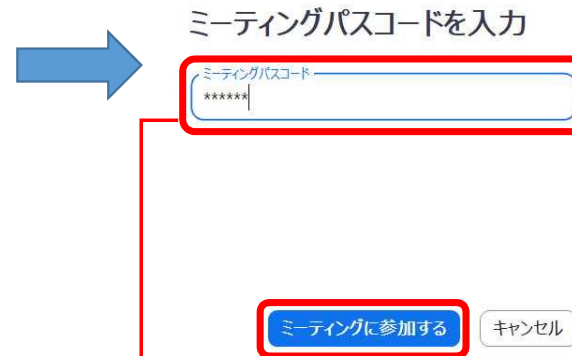 ミーティングパスコードを入力
ミーティングパスコード
******
ミーティングに参加する
キャンセル